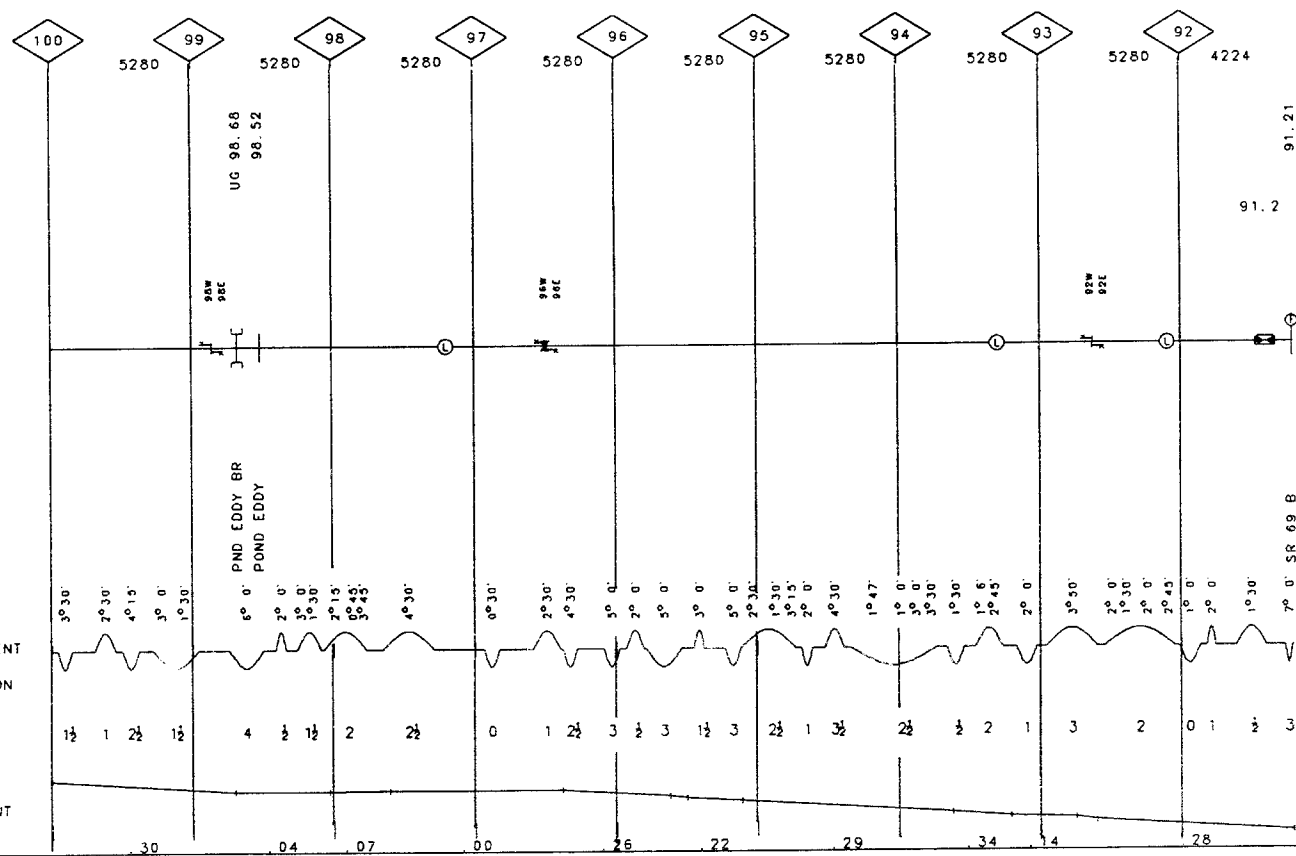 100 99 98 97 96 95 94 93 92
5280 5280 5280 5280 5280 5280 5280 5280 4224
UG 98.68
98.52
91.21
91.2
98W
98E
96W
96E
92W
92E
L L L
PND EDDY BR
POND EDDY
SR 69 B
3° 30' 2° 30' 4° 15' 3° 0' 1° 30' 6° 0' 2° 0' 3° 0' 1° 30' 2° 15' 0° 45' 3° 45' 4° 30' 0° 30' 2° 30' 4° 30' 5° 0' 2° 0' 5° 0' 3° 0' 5° 0' 2° 30' 1° 30' 3° 15' 2° 0' 4° 30' 1° 47' 1° 0' 3° 0' 3° 30' 1° 30' 1° 6' 2° 45' 2° 0' 3° 50' 2° 0' 1° 30' 2° 0' 2° 45' 1° 0' 2° 0' 1° 30' 7° 0'
NT
ON
1½ 1 2½ 1½ 4 ½ 1½ 2 2½ 0 1 2½ 3 ½ 3 1½ 3 2½ 1 3½ 2½ ½ 2 1 3 2 0 1 ½ 3
NT
.30 .04 .07 .00 .26 .22 .29 .34 .14 .28